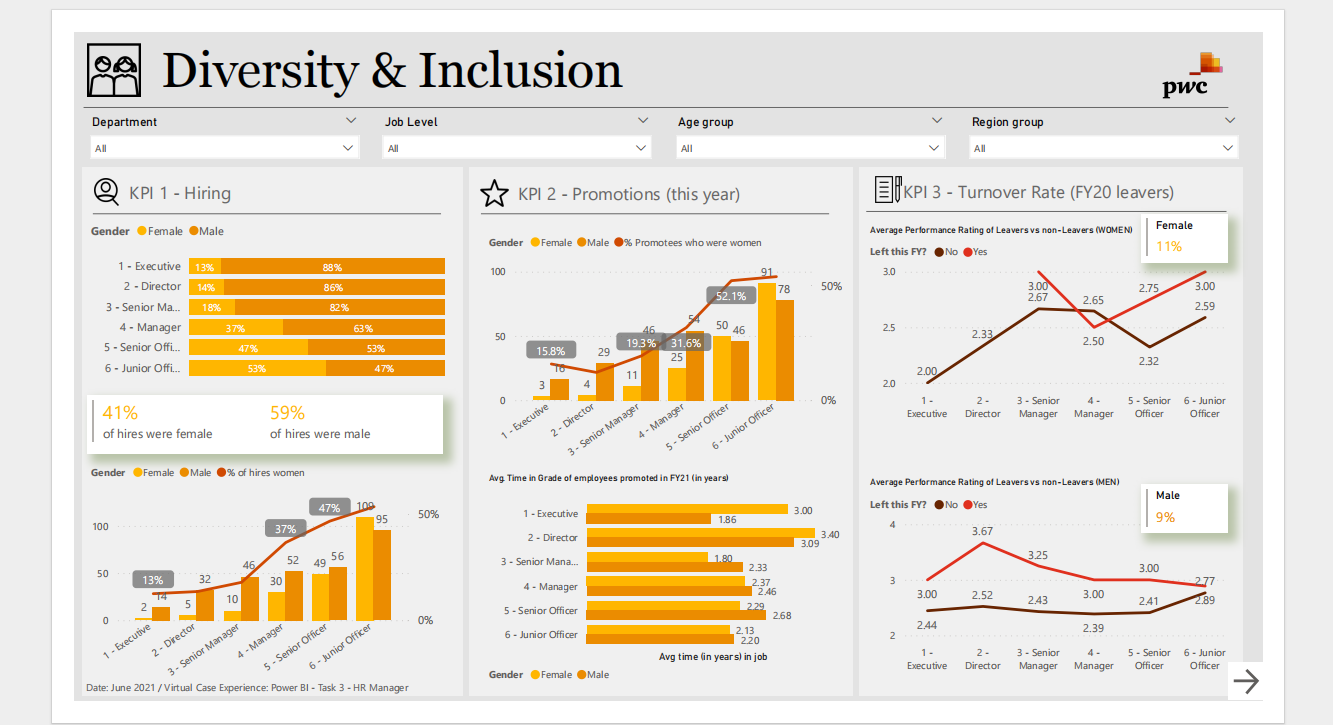 Diversity & Inclusion
pwc
Department
Job Level
Age group
Region group
All
All
All
All
KPI 1 - Hiring
Gender Female Male
1 - Executive 13% 88%
2 - Director 14% 86%
3 - Senior Ma... 18% 82%
4 - Manager 37% 63%
5 - Senior Offi... 47% 53%
6 - Junior Offi... 53% 47%
41% 59%
of hires were female of hires were male
Gender Female Male % of hires women
109
50%
47%
100
95
37%
13%
32
46
52
49
56
50
30
2
14
5
10
0
0%
1 - Executive
2 - Director
3 - Senior Manager
4 - Manager
5 - Senior Officer
6 - Junior Officer
Date: June 2021 / Virtual Case Experience: Power BI - Task 3 - HR Manager
KPI 2 - Promotions (this year)
Gender Female Male % Promotees who were women
100
91
50%
78
52.1%
54
46
50
46
50
15.8%
19.3%
31.6%
29
25
16
11
3
4
0
0%
1 - Executive
2 - Director
3 - Senior Manager
4 - Manager
5 - Senior Officer
6 - Junior Officer
Avg. Time in Grade of employees promoted in FY21 (in years)
1 - Executive 3.00
1.86
2 - Director 3.40
3.09
3 - Senior Mana... 1.80
2.33
4 - Manager 2.37
2.46
5 - Senior Officer 2.29
2.68
6 - Junior Officer 2.13
2.20
Avg time (in years) in job
Gender Female Male
KPI 3 - Turnover Rate (FY20 leavers)
Average Performance Rating of Leavers vs non-Leavers (WOMEN)
Female
11%
Left this FY? No Yes
3.0
3.00
2.67
2.65
2.75
3.00
2.59
2.5
2.33
2.50
2.32
2.00
2.0
1 - Executive
2 - Director
3 - Senior Manager
4 - Manager
5 - Senior Officer
6 - Junior Officer
Average Performance Rating of Leavers vs non-Leavers (MEN)
Male
9%
Left this FY? No Yes
4
3.67
3.25
3
3.00
3.00
3.00
2.77
2.52
2.43
2.41
2.89
2.44
2.39
2
1 - Executive
2 - Director
3 - Senior Manager
4 - Manager
5 - Senior Officer
6 - Junior Officer